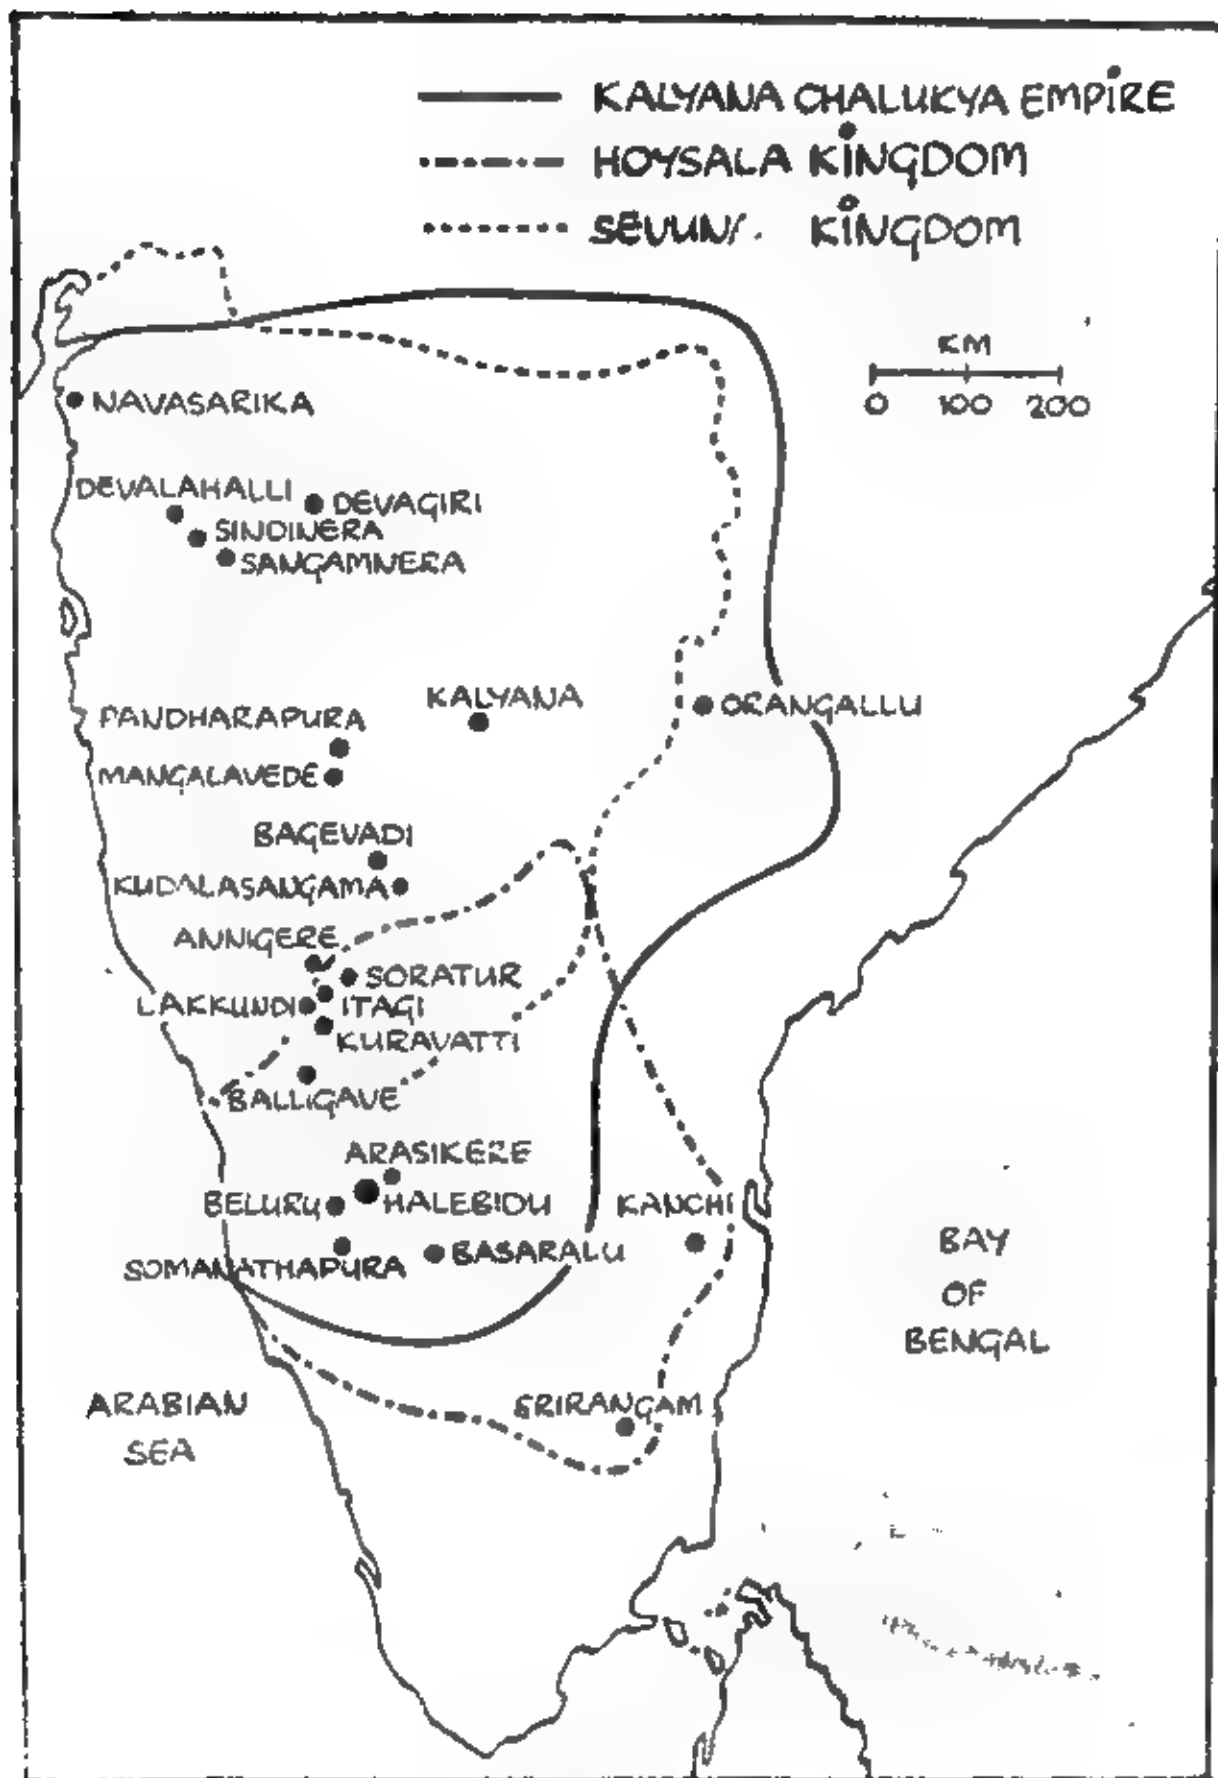 KALYANA CHALUKYA EMPIRE
HOYSALA KINGDOM
KINGDOM
KM
0 100 200
NAVASARIKA
DEVALAHALLI
DEVAGIRI
SINDINERA
SANGAMNERA
KALYANA
PANDHARAPURA
ORANGALLU
MANGALAVEDE
BAGEVADI
KUDALASANGAMA
ANNIGERE
SORATUR
LAKKUNDI
ITAGI
KURAVATTI
BALLIGAVE
ARASIKERE
BELURU
HALEBIDU
KANCHI
SOMANATHAPURA
BASARALU
BAY
OF
BENGAL
ARABIAN
SEA
SRIRANGAM